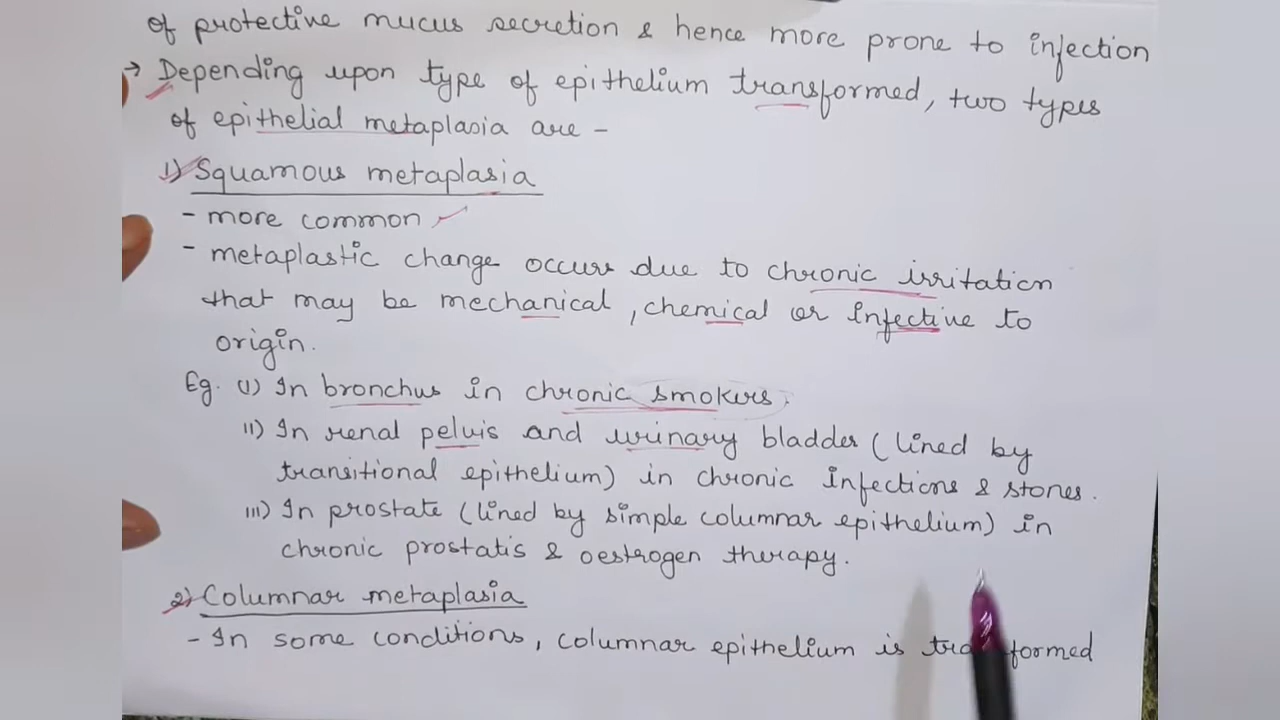 of protective mucus secretion & hence more prone to infection
→ Depending upon type of epithelium transformed, two types
of epithelial metaplasia are -
1) Squamous metaplasia
- more common
- metaplastic change occurs due to chronic irritation
that may be mechanical, chemical or infective to
origin.
Eg. (i) In bronchus in chronic smokers.
ii) In renal pelvis and urinary bladder (lined by
transitional epithelium) in chronic infections & stones.
iii) In prostate (lined by simple columnar epithelium) in
chronic prostatis & oestrogen therapy.
2) Columnar metaplasia
- In some conditions, columnar epithelium is transformed